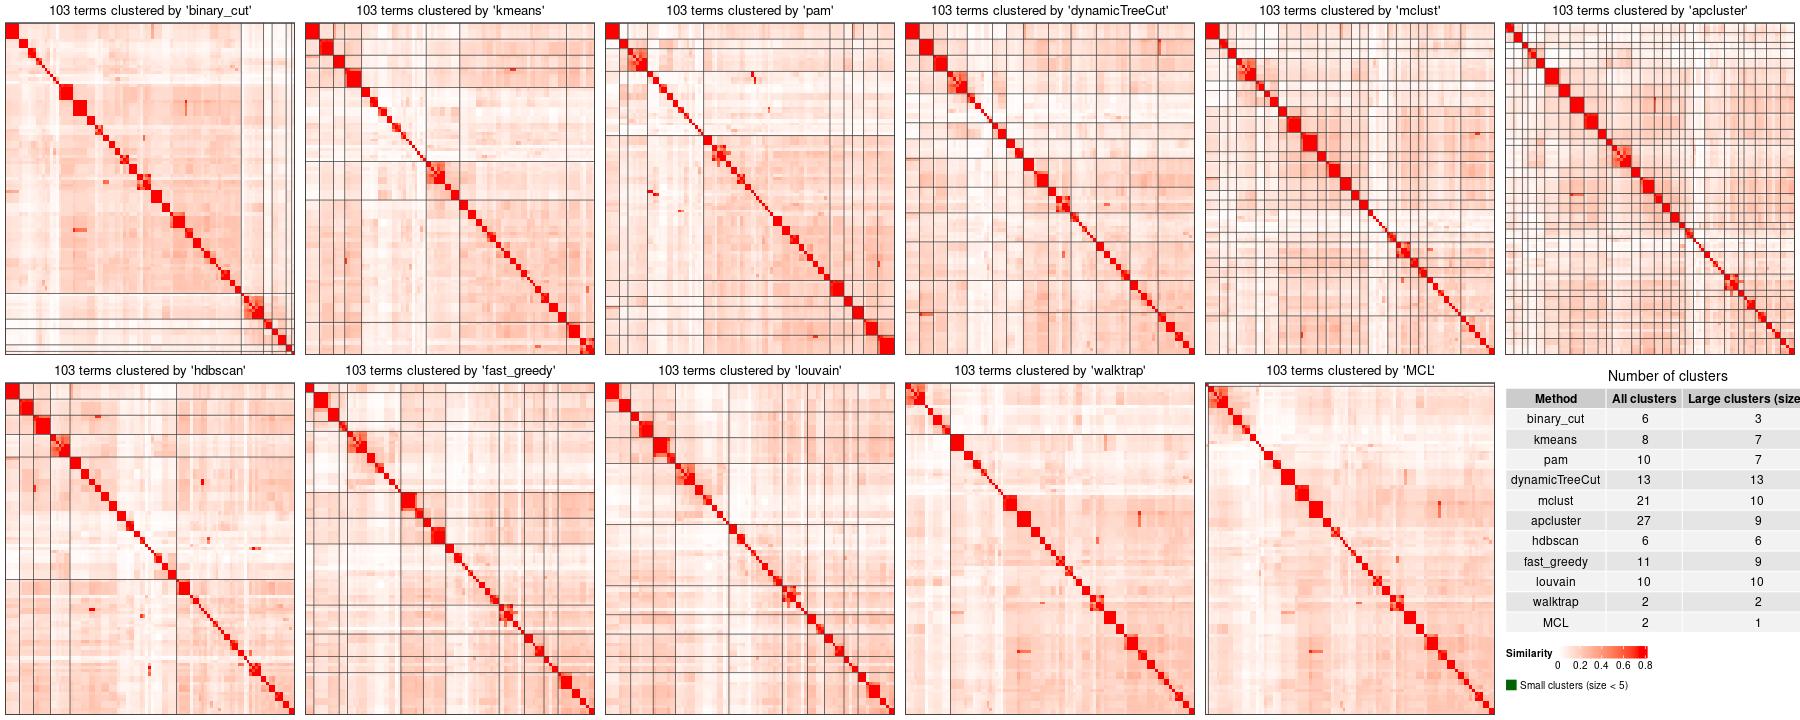 103 terms clustered by 'binary_cut'
103 terms clustered by 'kmeans'
103 terms clustered by 'pam'
103 terms clustered by 'dynamicTreeCut'
103 terms clustered by 'mclust'
103 terms clustered by 'apcluster'
103 terms clustered by 'hdbscan'
103 terms clustered by 'fast_greedy'
103 terms clustered by 'louvain'
103 terms clustered by 'walktrap'
103 terms clustered by 'MCL'
Number of clusters
Method All clusters Large clusters (size
binary_cut 6 3
kmeans 8 7
pam 10 7
dynamicTreeCut 13 13
mclust 21 10
apcluster 27 9
hdbscan 6 6
fast_greedy 11 9
louvain 10 10
walktrap 2 2
MCL 2 1
Similarity
0 0.2 0.4 0.6 0.8
Small clusters (size < 5)